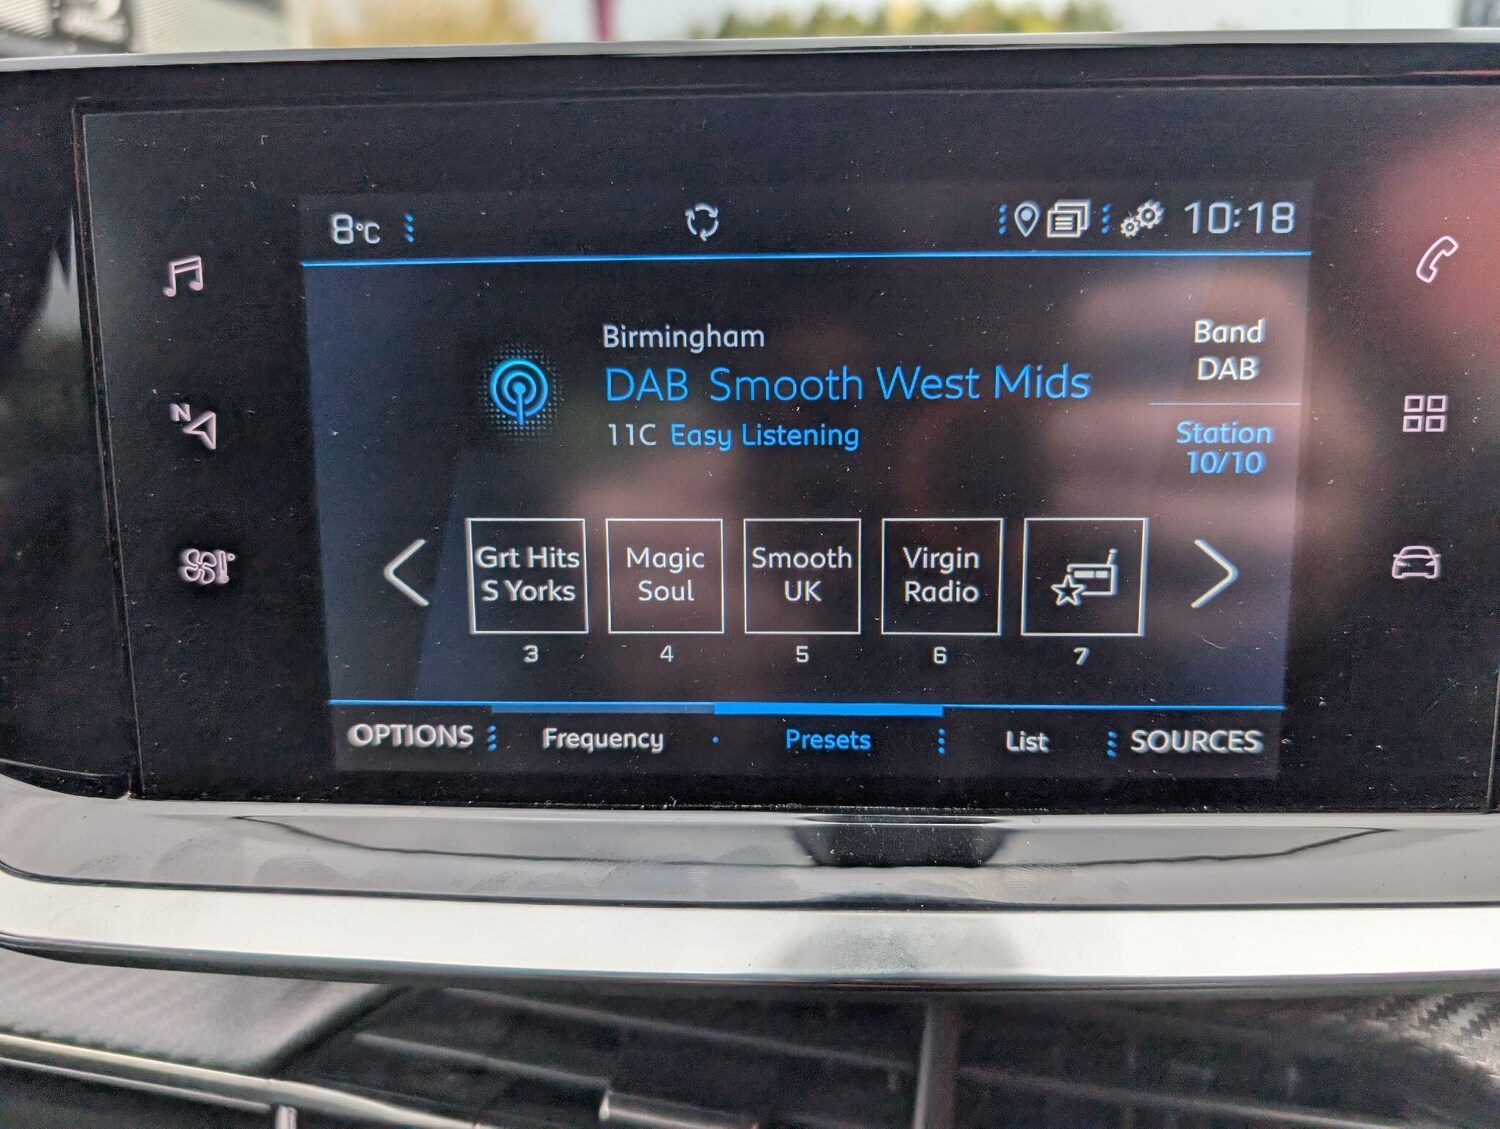 8°C
10:18
Birmingham
DAB Smooth West Mids
11C Easy Listening
Band
DAB
Station
10/10
N
Grt Hits
S Yorks
Magic
Soul
Smooth
UK
Virgin
Radio
3
4
5
6
7
OPTIONS
Frequency
Presets
List
SOURCES